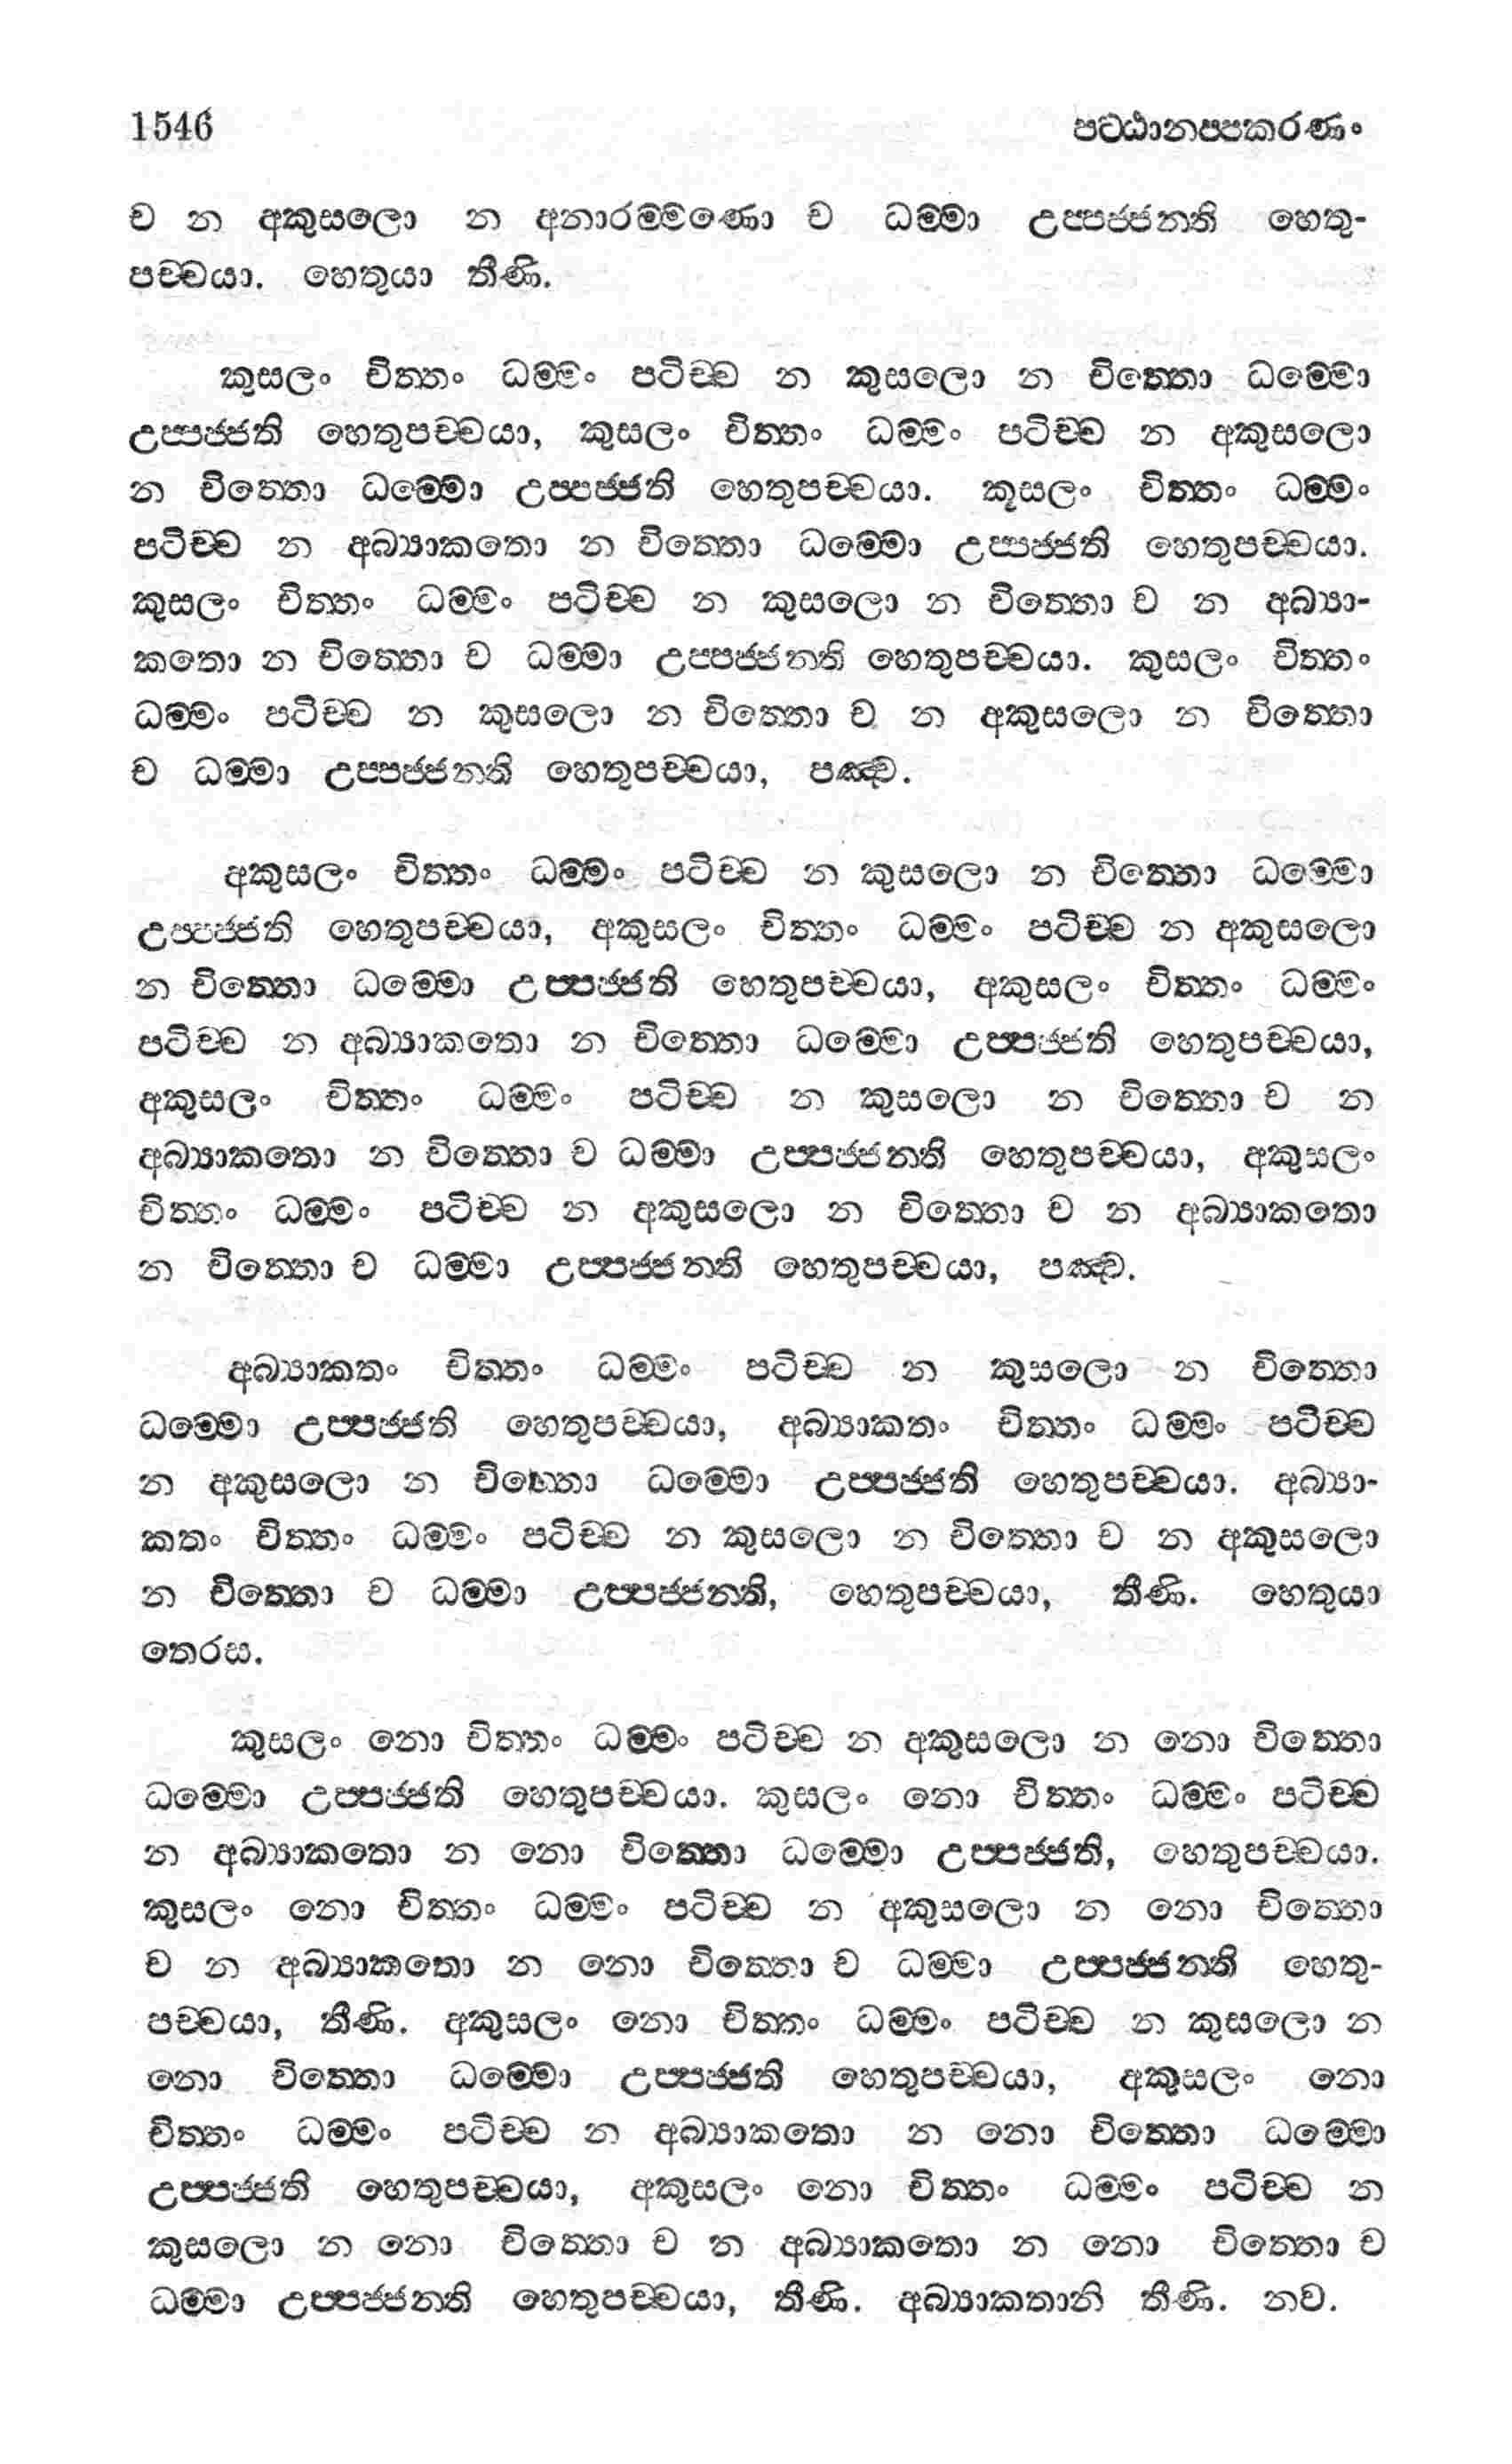 1546 පට්ඨානප්පකරණං
ච න අකුසලො න අනාරම්මණො ච ධම්මා උප්පජ්ජන්ති හෙතු-
පච්චයා. හෙතුයා තීණි.
කුසලං චිත්තං ධම්මං පටිච්ච න කුසලො න චිත්තො ධම්මො
උප්පජ්ජති හෙතුපච්චයා, කුසලං චිත්තං ධම්මං පටිච්ච න අකුසලො
න චිත්තො ධම්මො උප්පජ්ජති හෙතුපච්චයා. කූසලං චිත්තං ධම්මං
පටිච්ච න අබ්‍යාකතො න චිත්තො ධම්මො උප්පජ්ජති හෙතුපච්චයා.
කුසලං චිත්තං ධම්මං පටිච්ච න කුසලො න චිත්තො ච න අබ්‍යා-
කතො න චිත්තො ච ධම්මා උප්පජ්ජන්ති හෙතුපච්චයා. කුසලං චිත්තං
ධම්මං පටිච්ච න කුසලො න චිත්තො ච න අකුසලො න චිත්තො
ච ධම්මා උප්පජ්ජන්ති හෙතුපච්චයා, පඤ්ච.
අකුසලං චිත්තං ධම්මං පටිච්ච න කුසලො න චිත්තො ධම්මො
උප්පජ්ජති හෙතුපච්චයා, අකුසලං චිත්තං ධම්මං පටිච්ච න අකුසලො
න චිත්තො ධම්මො උප්පජ්ජති හෙතුපච්චයා, අකුසලං චිත්තං ධම්මං
පටිච්ච න අබ්‍යාකතො න චිත්තො ධම්මො උප්පජ්ජති හෙතුපච්චයා,
අකුසලං චිත්තං ධම්මං පටිච්ච න කුසලො න චිත්තො ච න
අබ්‍යාකතො න චිත්තො ච ධම්මා උප්පජ්ජන්ති හෙතුපච්චයා, අකුසලං
චිත්තං ධම්මං පටිච්ච න අකුසලො න චිත්තො ච න අබ්‍යාකතො
න චිත්තො ච ධම්මා උප්පජ්ජන්ති හෙතුපච්චයා, පඤ්ච.
අබ්‍යාකතං චිත්තං ධම්මං පටිච්ච න කුසලො න චිත්තො
ධම්මො උප්පජ්ජති හෙතුපච්චයා, අබ්‍යාකතං චිත්තං ධම්මං පටිච්ච
න අකුසලො න චිත්තො ධම්මො උප්පජ්ජති හෙතුපච්චයා. අබ්‍යා-
කතං චිත්තං ධම්මං පටිච්ච න කුසලො න චිත්තො ච න අකුසලො
න චිත්තො ච ධම්මා උප්පජ්ජන්ති, හෙතුපච්චයා, තීණි. හෙතුයා
තෙරස.
කුසලං නො චිත්තං ධම්මං පටිච්ච න අකුසලො න නො චිත්තො
ධම්මො උප්පජ්ජති හෙතුපච්චයා. කුසලං නො චිත්තං ධම්මං පටිච්ච
න අබ්‍යාකතො න නො චිත්තො ධම්මො උප්පජ්ජති, හෙතුපච්චයා.
කුසලං නො චිත්තං ධම්මං පටිච්ච න අකුසලො න නො චිත්තො
ච න අබ්‍යාකතො න නො චිත්තො ච ධම්මා උප්පජ්ජන්ති හෙතු-
පච්චයා, තීණි. අකුසලං නො චිත්තං ධම්මං පටිච්ච න කුසලො න
නො චිත්තො ධම්මො උප්පජ්ජති හෙතුපච්චයා, අකුසලං නො
චිත්තං ධම්මං පටිච්ච න අබ්‍යාකතො න නො චිත්තො ධම්මො
උප්පජ්ජති හෙතුපච්චයා, අකුසලං නො චිත්තං ධම්මං පටිච්ච න
කුසලො න නො චිත්තො ච න අබ්‍යාකතො න නො චිත්තො ච
ධම්මා උප්පජ්ජන්ති හෙතුපච්චයා, තීණි. අබ්‍යාකතානි තීණි. නව.